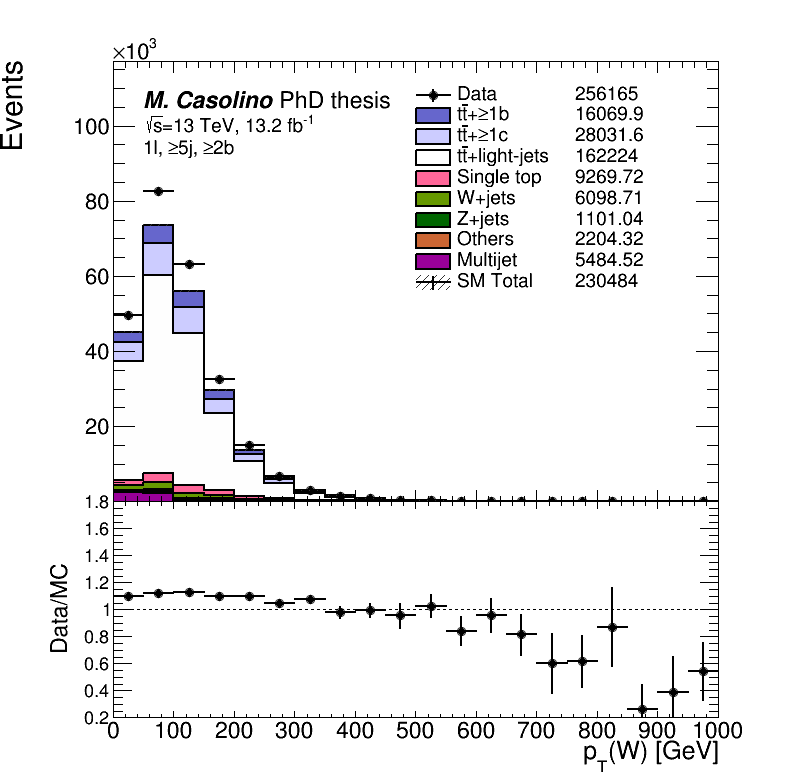 ×10³
Events
M. Casolino PhD thesis
√s=13 TeV, 13.2 fb⁻¹
1l, ≥5j, ≥2b
Data 256165
tt̄+≥1b 16069.9
tt̄+≥1c 28031.6
tt̄+light-jets 162224
Single top 9269.72
W+jets 6098.71
Z+jets 1101.04
Others 2204.32
Multijet 5484.52
SM Total 230484
100
80
60
40
20
1.8
1.6
1.4
1.2
1
0.8
0.6
0.4
0.2
Data/MC
0 100 200 300 400 500 600 700 800 900 1000
p_T(W) [GeV]